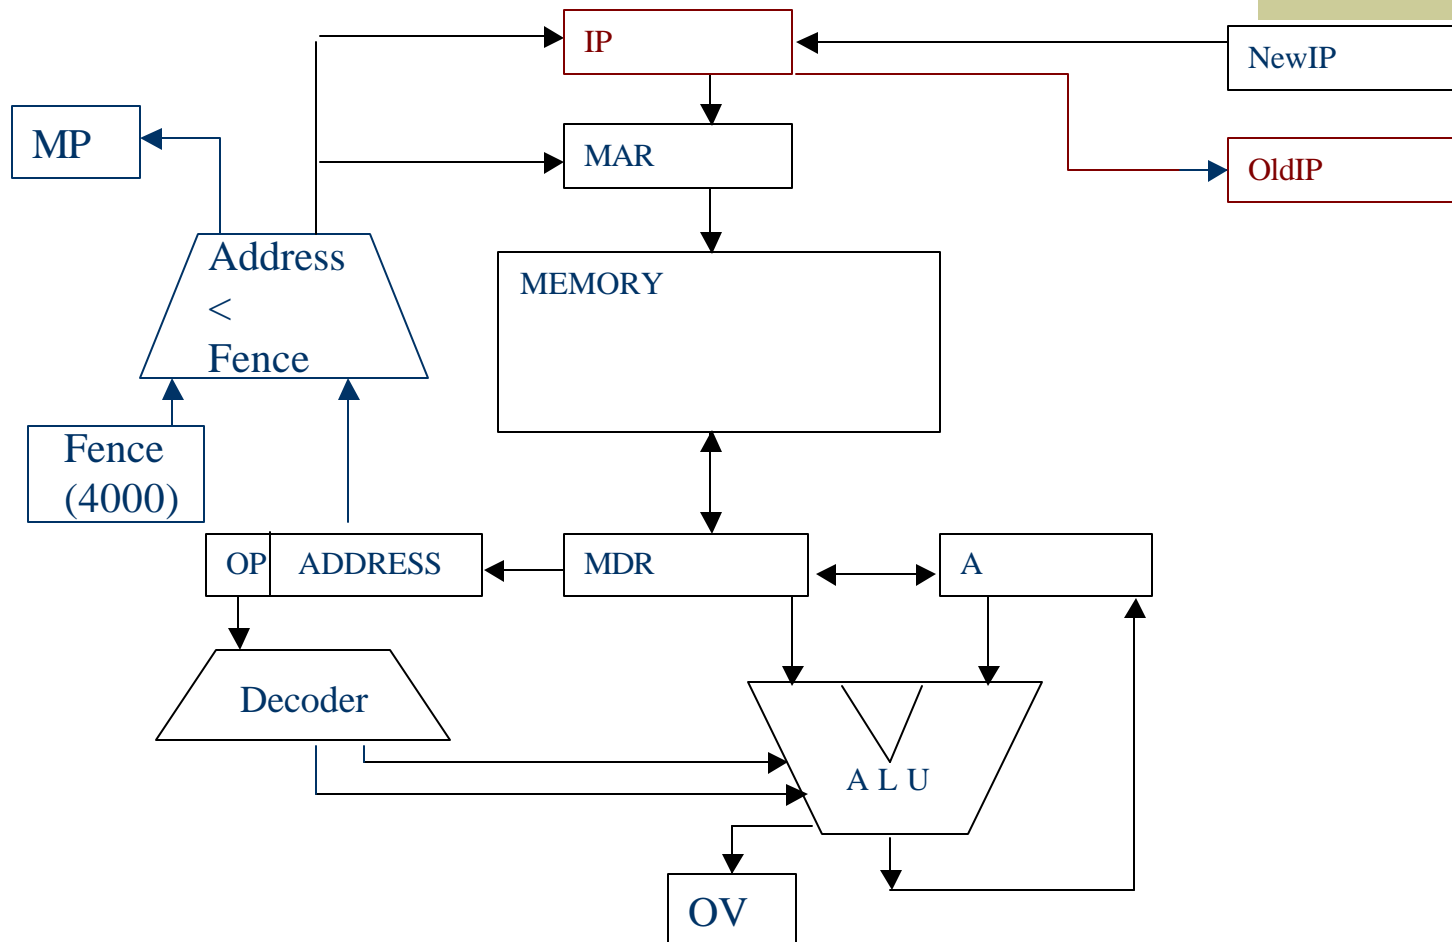 IP
NewIP
MP
MAR
OldIP
Address
<
Fence
MEMORY
Fence
(4000)
OP
ADDRESS
MDR
A
Decoder
A L U
OV